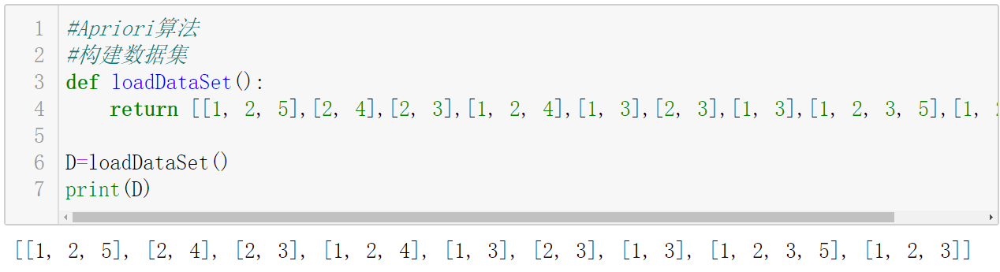 1 #Apriori算法
2 #构建数据集
3 def loadDataSet():
4     return [[1, 2, 5],[2, 4],[2, 3],[1, 2, 4],[1, 3],[2, 3],[1, 3],[1, 2, 3, 5],[1,
5
6 D=loadDataSet()
7 print(D)
[[1, 2, 5], [2, 4], [2, 3], [1, 2, 4], [1, 3], [2, 3], [1, 3], [1, 2, 3, 5], [1, 2, 3]]